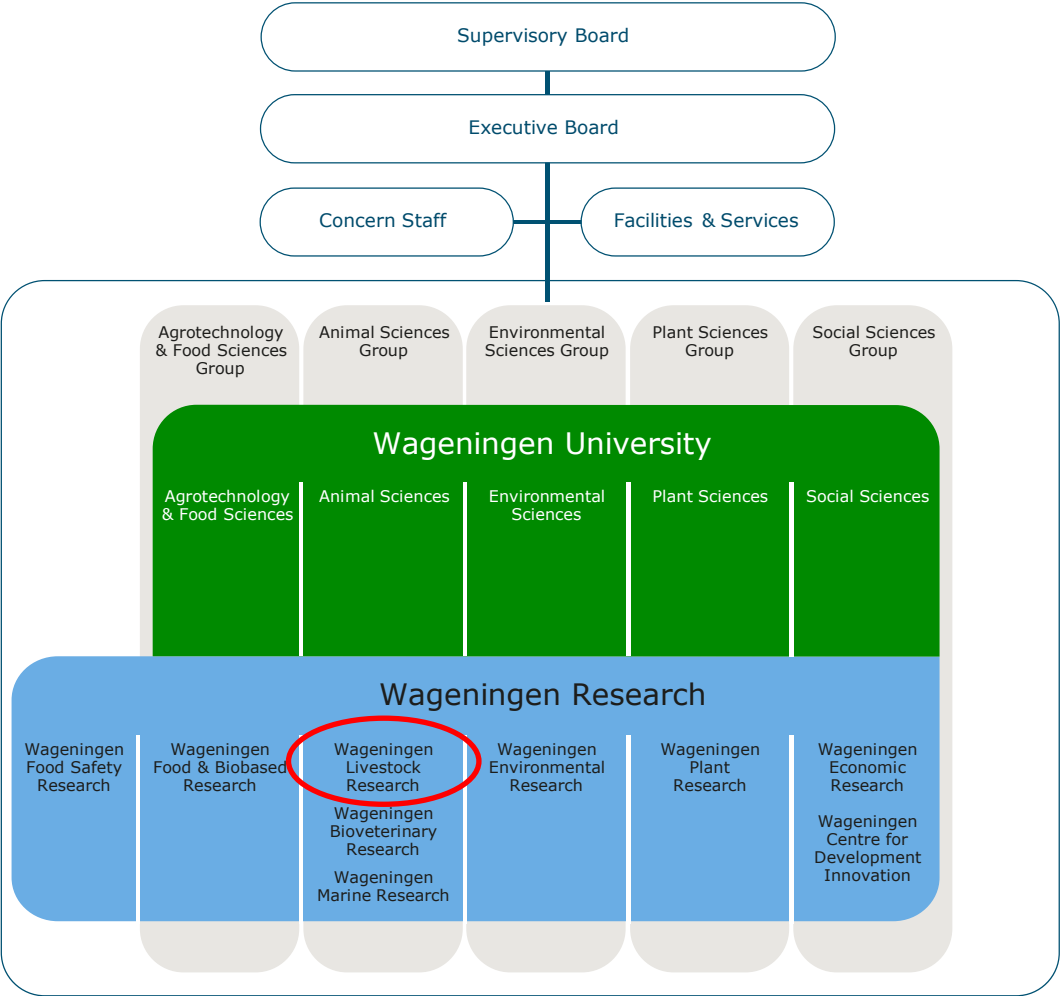 Supervisory Board
Executive Board
Concern Staff
Facilities & Services
Agrotechnology
& Food Sciences
Group
Animal Sciences
Group
Environmental
Sciences Group
Plant Sciences
Group
Social Sciences
Group
Wageningen University
Agrotechnology
& Food Sciences
Animal Sciences
Environmental
Sciences
Plant Sciences
Social Sciences
Wageningen Research
Wageningen
Food Safety
Research
Wageningen
Food & Biobased
Research
Wageningen
Livestock
Research
Wageningen
Bioveterinary
Research
Wageningen
Marine Research
Wageningen
Environmental
Research
Wageningen
Plant
Research
Wageningen
Economic
Research
Wageningen
Centre for
Development
Innovation